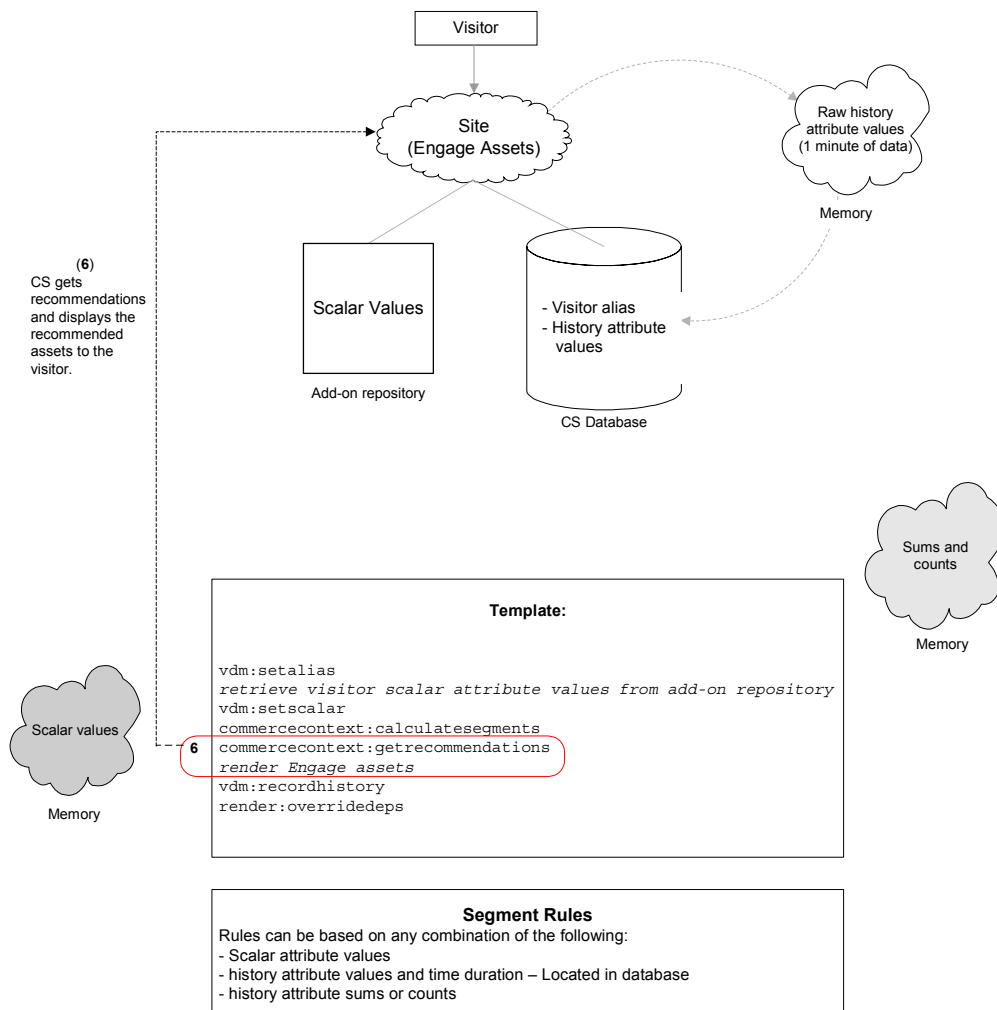 Visitor
Site
(Engage Assets)
Raw history
attribute values
(1 minute of data)
Memory
(6)
CS gets
recommendations
and displays the
recommended
assets to the
visitor.
Scalar Values
Add-on repository
- Visitor alias
- History attribute
values
CS Database
Sums and
counts
Memory
Scalar values
Memory
Template:
vdm:setalias
retrieve visitor scalar attribute values from add-on repository
vdm:setscalar
commercecontext:calculatesegments
6 commercecontext:getrecommendations
render Engage assets
vdm:recordhistory
render:overridedeps
Segment Rules
Rules can be based on any combination of the following:
- Scalar attribute values
- history attribute values and time duration – Located in database
- history attribute sums or counts